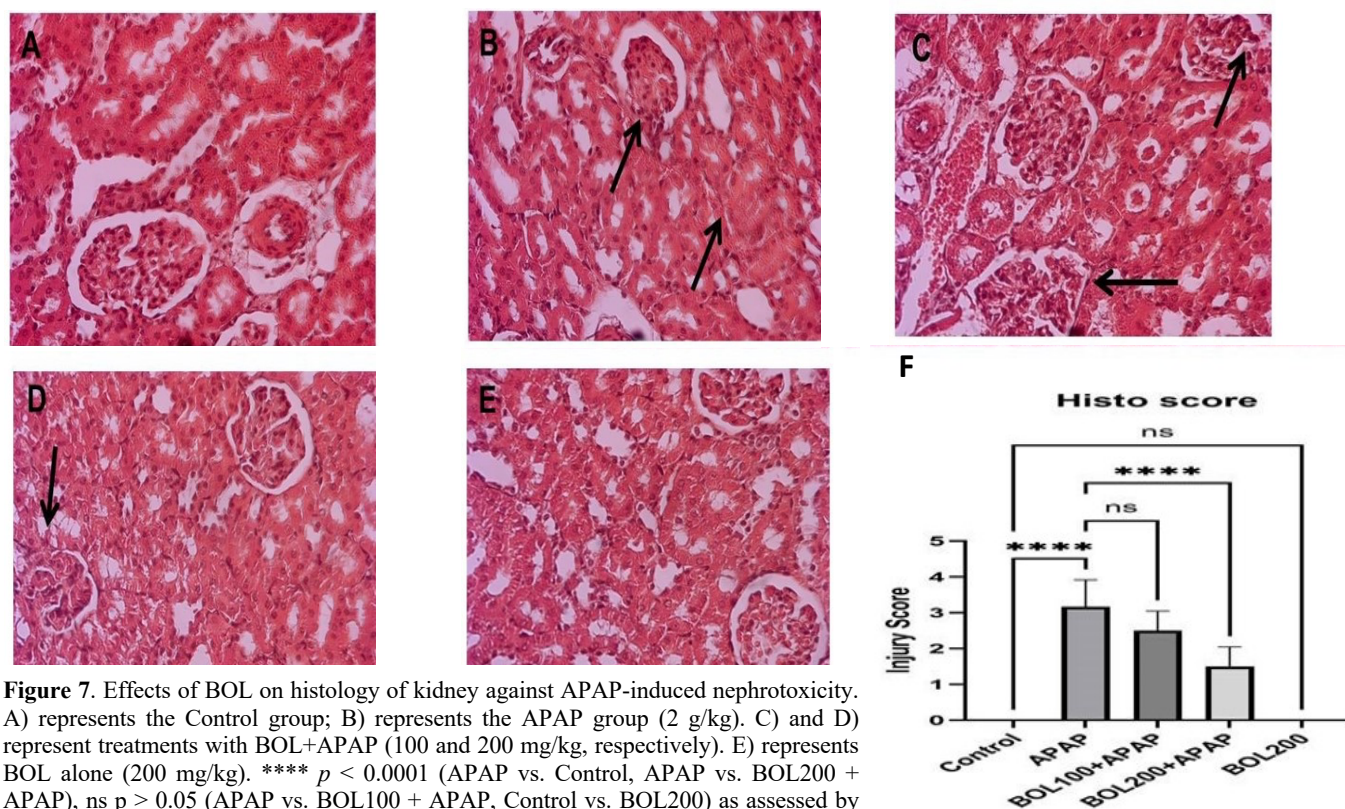 A
B
C
D
E
F
Histo score
ns
****
ns
****
Injury Score
5
4
3
2
1
0
Control
APAP
BOL100+APAP
BOL200+APAP
BOL200
Figure 7. Effects of BOL on histology of kidney against APAP-induced nephrotoxicity.
A) represents the Control group; B) represents the APAP group (2 g/kg). C) and D)
represent treatments with BOL+APAP (100 and 200 mg/kg, respectively). E) represents
BOL alone (200 mg/kg). **** p < 0.0001 (APAP vs. Control, APAP vs. BOL200 +
APAP), ns p > 0.05 (APAP vs. BOL100 + APAP, Control vs. BOL200) as assessed by